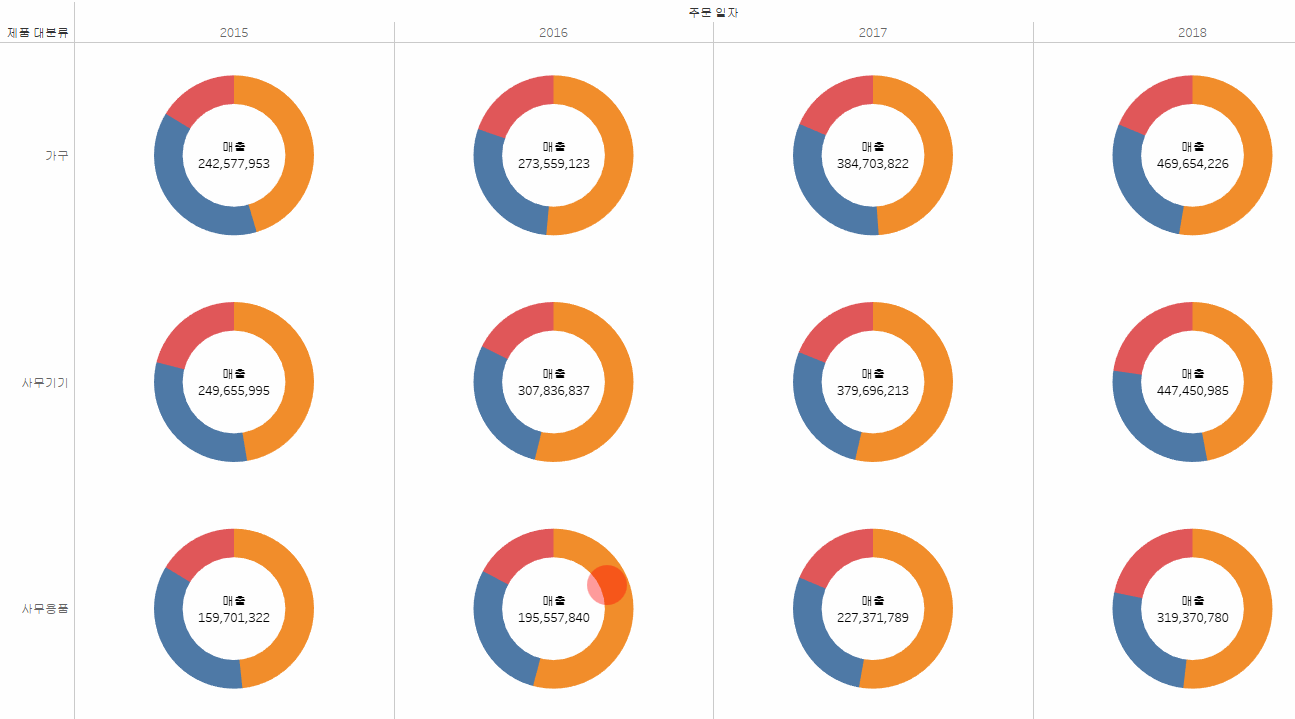 주문 일자
제품 대분류 2015 2016 2017 2018
가구
매출 매출 매출 매출
242,577,953 273,559,123 384,703,822 469,654,226
사무기기
매출 매출 매출 매출
249,655,995 307,836,837 379,696,213 447,450,985
사무용품
매출 매출 매출 매출
159,701,322 195,557,840 227,371,789 319,370,780